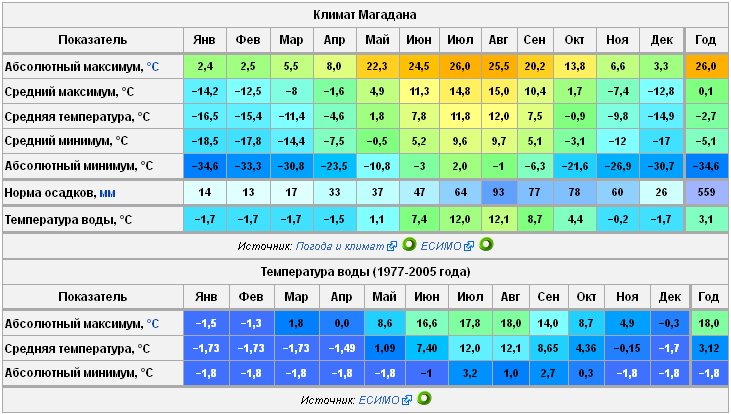 Климат Магадана
Показатель Янв Фев Мар Апр Май Июн Июл Авг Сен Окт Ноя Дек Год
Абсолютный максимум, °C 2,4 2,5 5,5 8,0 22,3 24,5 26,0 25,5 20,2 13,8 6,6 3,3 26,0
Средний максимум, °C −14,2 −12,5 −8 −1,6 4,9 11,3 14,8 15,0 10,4 1,7 −7,4 −12,8 0,1
Средняя температура, °C −16,5 −15,4 −11,4 −4,6 1,8 7,8 11,8 12,0 7,5 −0,9 −9,8 −14,9 −2,7
Средний минимум, °C −18,5 −17,8 −14,4 −7,5 −0,5 5,2 9,6 9,7 5,1 −3,1 −12 −17 −5,1
Абсолютный минимум, °C −34,6 −33,3 −30,8 −23,5 −10,8 −3 2,0 −1 −6,3 −21,6 −26,9 −30,7 −34,6
Норма осадков, мм 14 13 17 33 37 47 64 93 77 78 60 26 559
Температура воды, °C −1,7 −1,7 −1,7 −1,5 1,1 7,4 12,0 12,1 8,7 4,4 −0,2 −1,7 3,1
Источник: Погода и климат ЕСИМО
Температура воды (1977-2005 года)
Показатель Янв Фев Мар Апр Май Июн Июл Авг Сен Окт Ноя Дек Год
Абсолютный максимум, °C −1,5 −1,3 1,8 0,0 8,6 16,6 17,8 18,0 14,0 8,7 4,9 −0,3 18,0
Средняя температура, °C −1,73 −1,73 −1,73 −1,49 1,09 7,40 12,0 12,1 8,65 4,36 −0,15 −1,7 3,12
Абсолютный минимум, °C −1,8 −1,8 −1,8 −1,8 −1,8 −1 3,2 1,0 2,7 0,3 −1,8 −1,8 −1,8
Источник: ЕСИМО